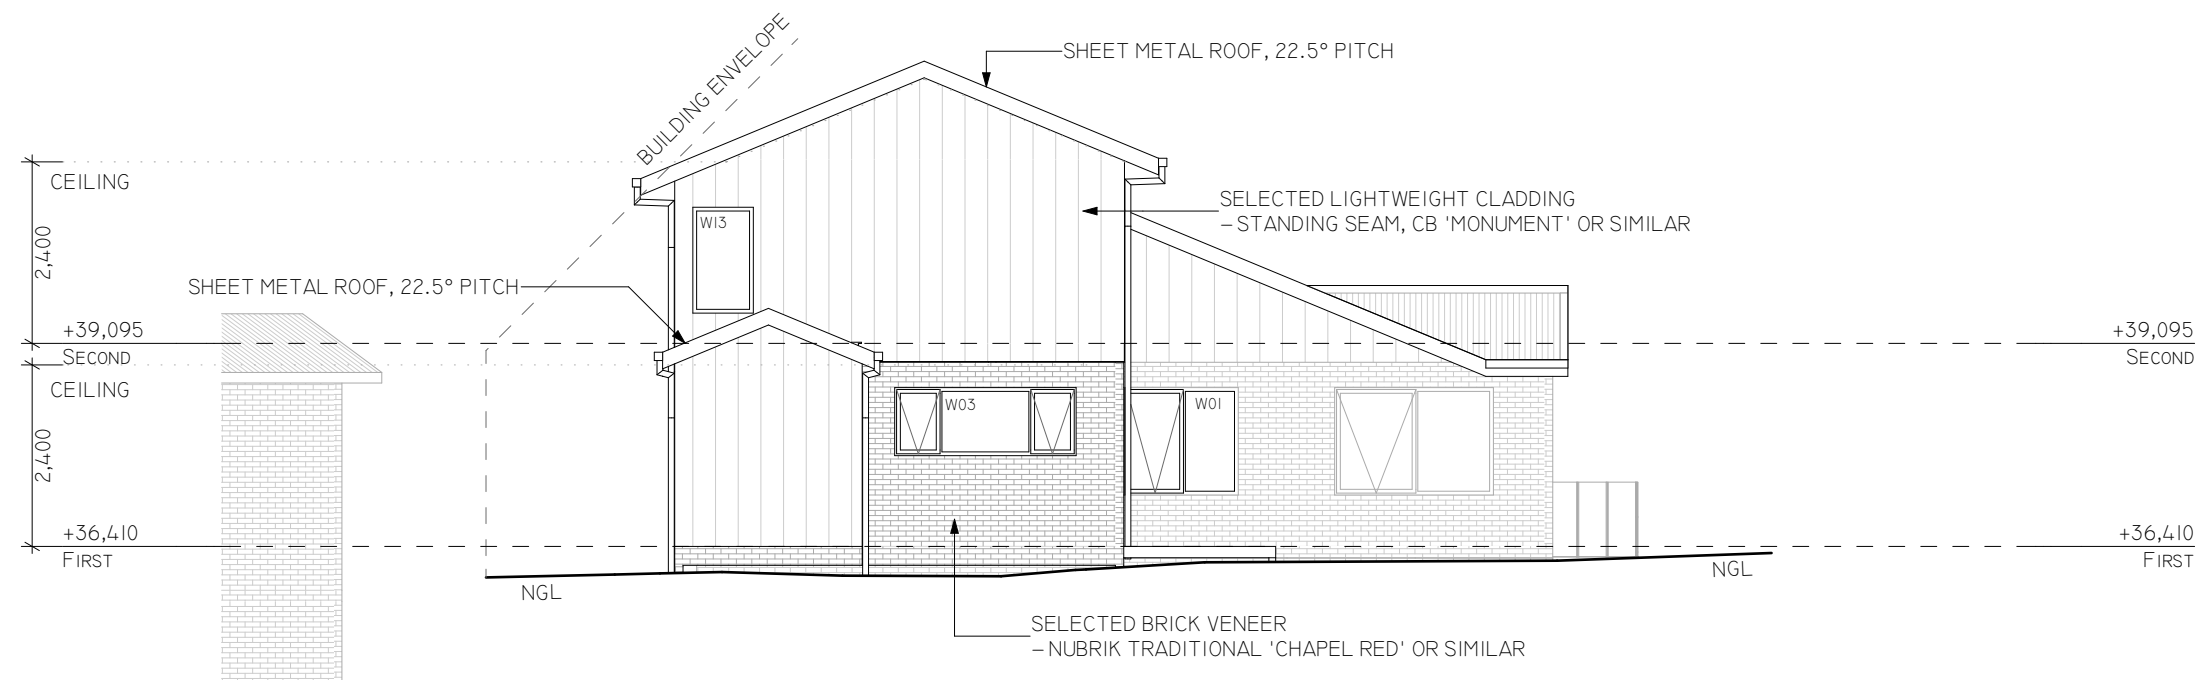 BUILDING ENVELOPE
SHEET METAL ROOF, 22.5° PITCH
CEILING
2,400
SELECTED LIGHTWEIGHT CLADDING
– STANDING SEAM, CB 'MONUMENT' OR SIMILAR
W13
SHEET METAL ROOF, 22.5° PITCH
+39,095
SECOND
+39,095
SECOND
CEILING
2,400
W03
W01
+36,410
FIRST
+36,410
FIRST
NGL
NGL
SELECTED BRICK VENEER
– NUBRIK TRADITIONAL 'CHAPEL RED' OR SIMILAR